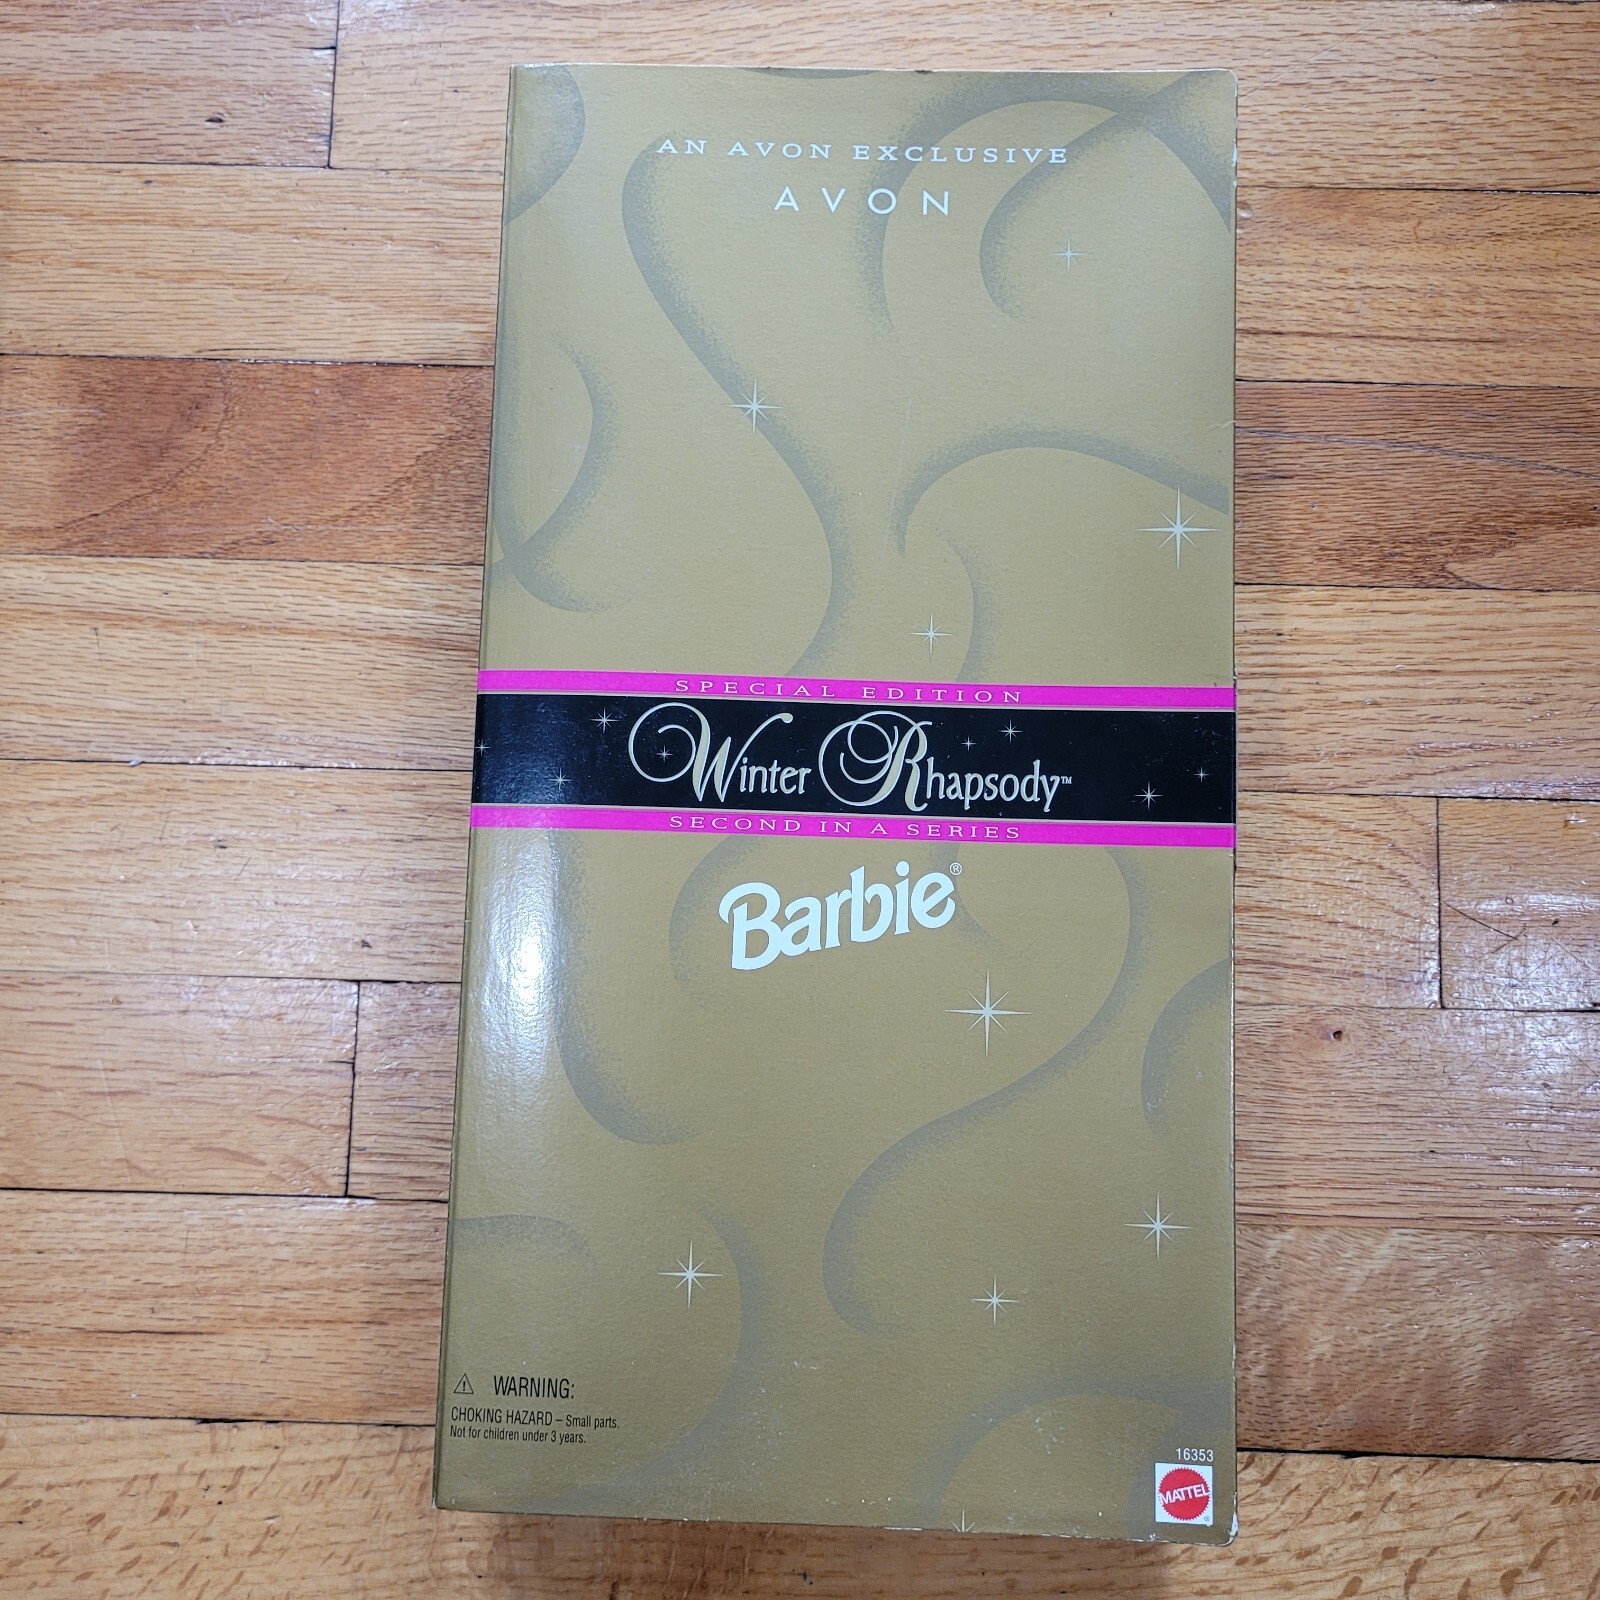 AN AVON EXCLUSIVE
AVON
SPECIAL EDITION
Winter Rhapsody™
SECOND IN A SERIES
Barbie®
⚠ WARNING:
CHOKING HAZARD – Small parts.
Not for children under 3 years.
16353
MATTEL®